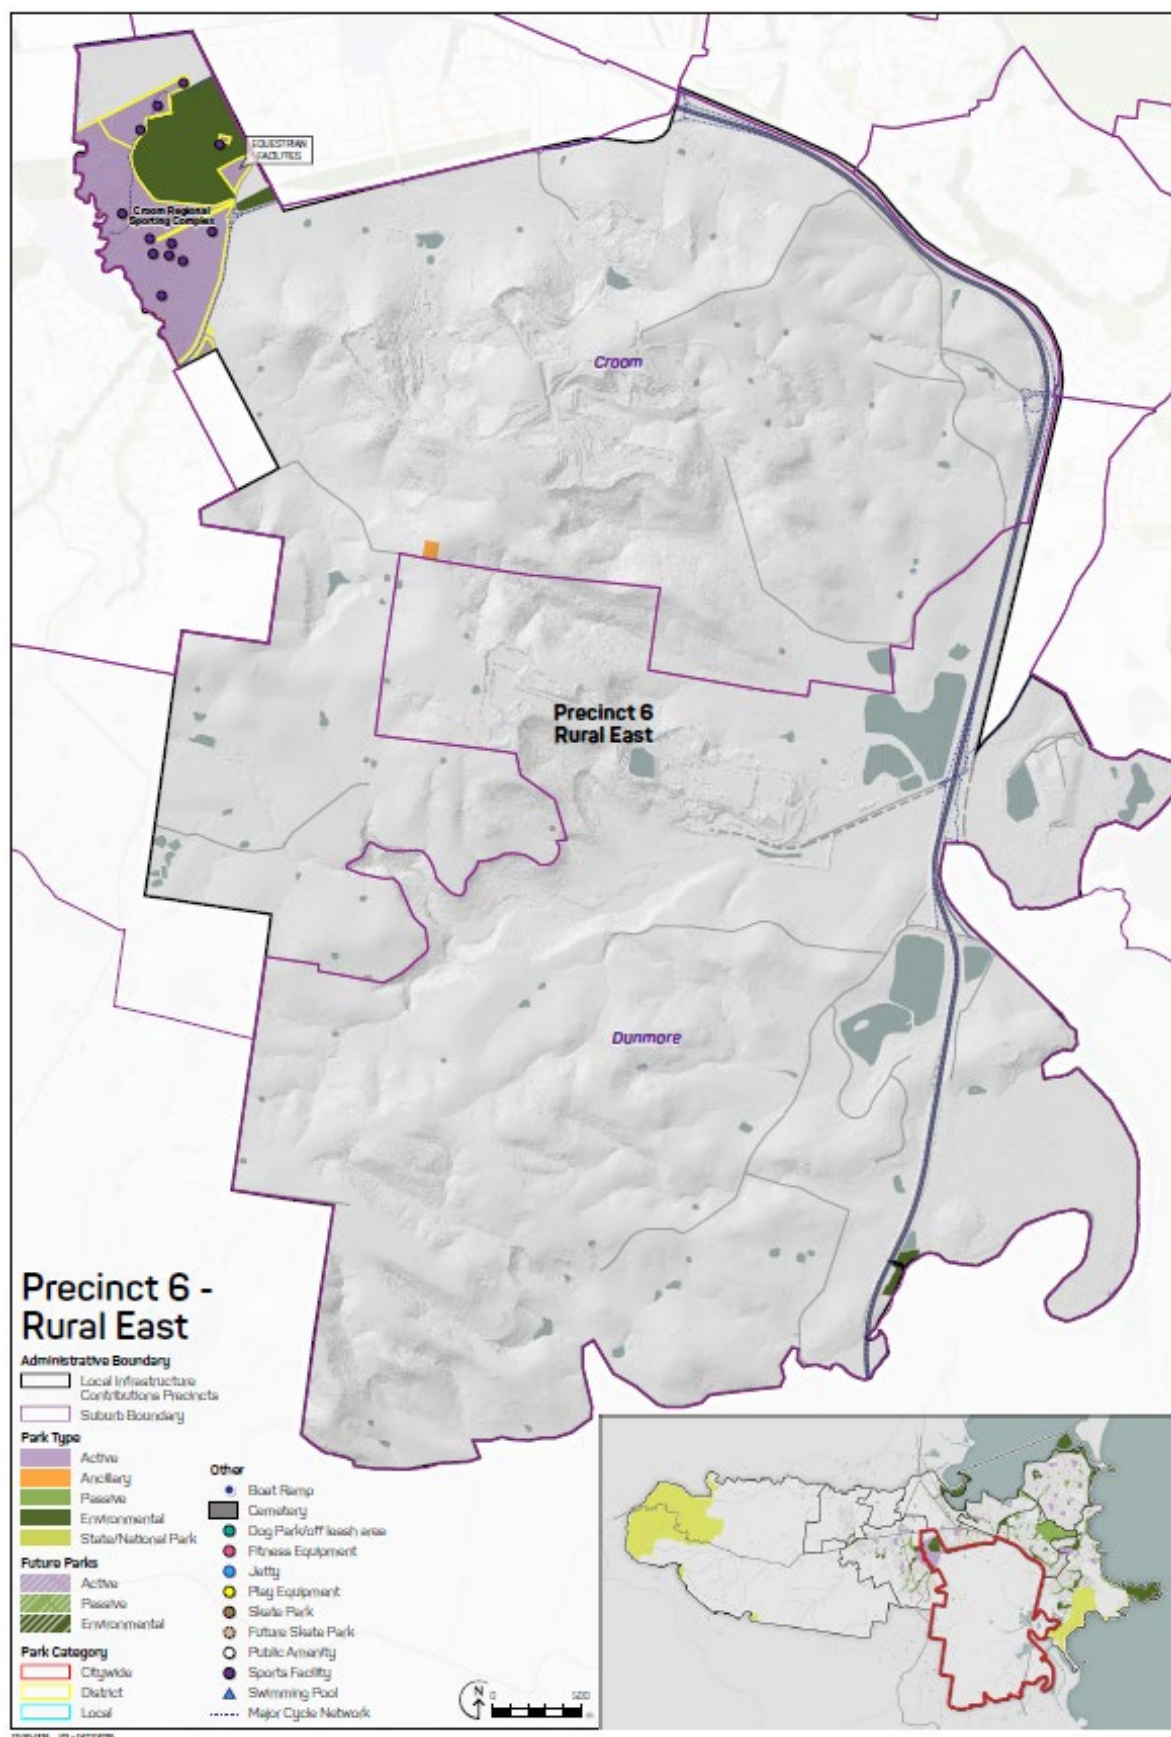 EQUESTRIAN
FACILITIES
Croom Regional
Sporting Complex
Croom
Precinct 6
Rural East
Dunmore
Precinct 6 -
Rural East
Administrative Boundary
Local Infrastructure
Contributions Precincts
Suburb Boundary
Park Type
Active
Ancillary
Passive
Environmental
State/National Park
Future Parks
Active
Passive
Environmental
Park Category
Citywide
District
Local
Other
Boat Ramp
Cemetery
Dog Park/off leash area
Fitness Equipment
Jetty
Play Equipment
Skate Park
Future Skate Park
Public Amenity
Sports Facility
Swimming Pool
Major Cycle Network
N
0 500